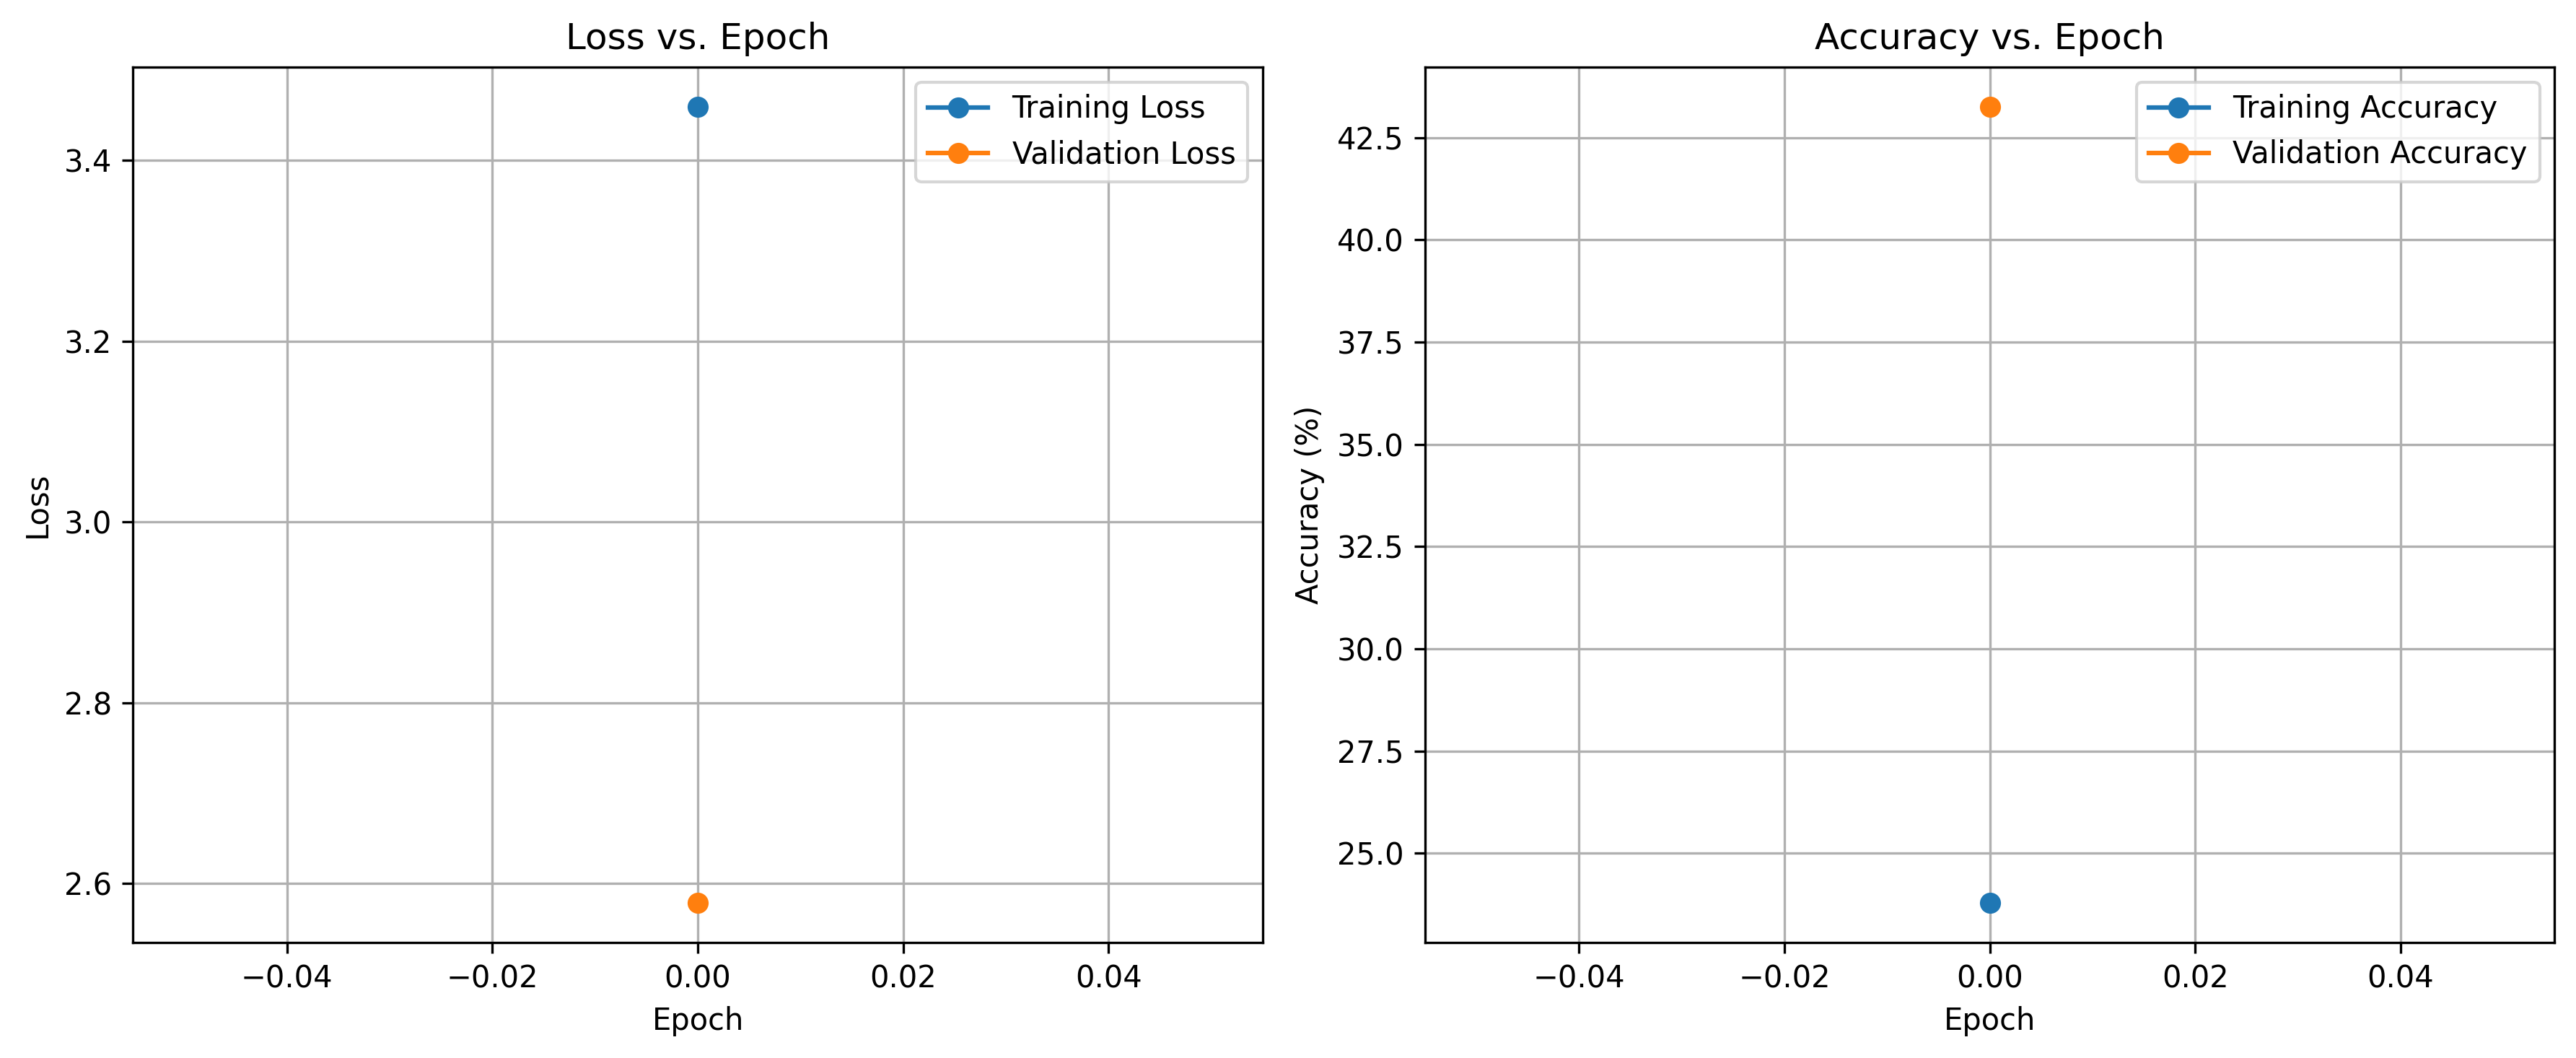 Loss vs. Epoch
Training Loss
Validation Loss
3.4
3.2
3.0
2.8
2.6
Loss
−0.04 −0.02 0.00 0.02 0.04
Epoch
Accuracy vs. Epoch
Training Accuracy
Validation Accuracy
42.5
40.0
37.5
35.0
32.5
30.0
27.5
25.0
Accuracy (%)
−0.04 −0.02 0.00 0.02 0.04
Epoch